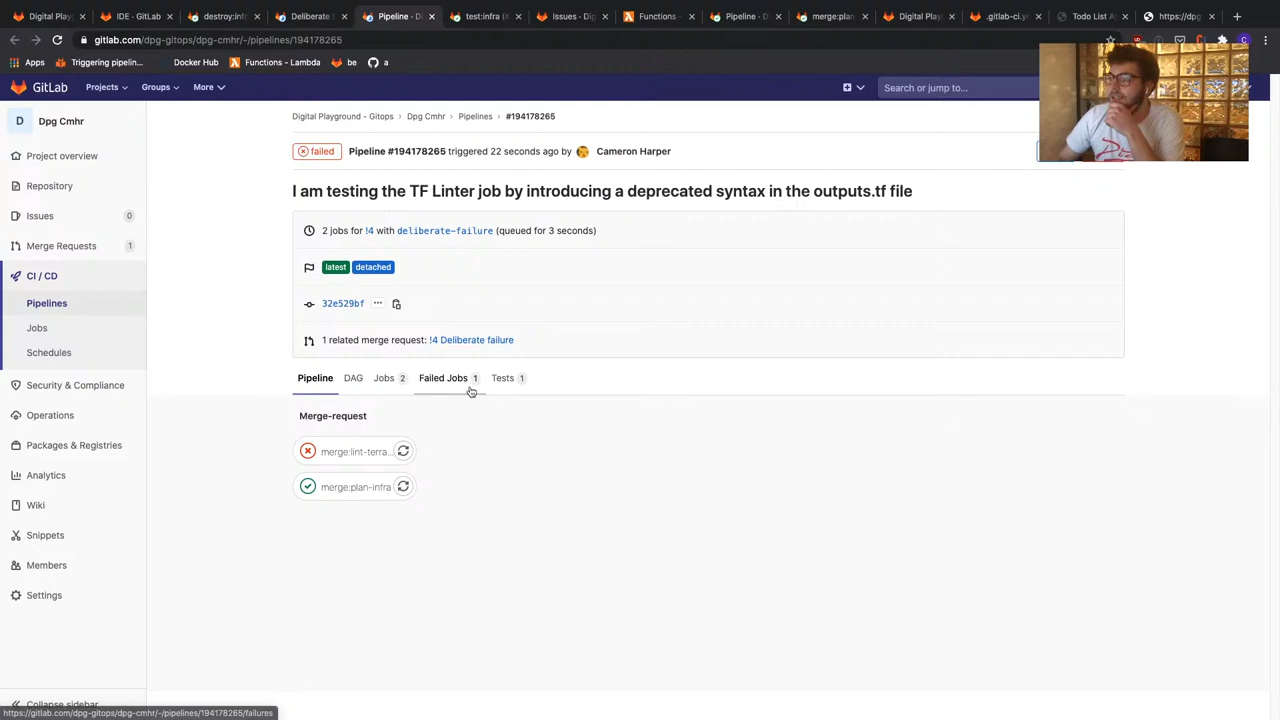 Digital Play
IDE · GitLab
destroy:infr
Deliberate f
Pipeline · D
test:infra (#
Issues · Dig
Functions -
Pipeline · D
merge:plan
Digital Play
.gitlab-ci.y
Todo List A
https://dpg
gitlab.com/dpg-gitops/dpg-cmhr/-/pipelines/194178265
Apps
Triggering pipelin...
Docker Hub
Functions - Lambda
be
a
GitLab
Projects
Groups
More
Search or jump to...
D
Dpg Cmhr
Project overview
Repository
Issues 0
Merge Requests 1
CI / CD
Pipelines
Jobs
Schedules
Security & Compliance
Operations
Packages & Registries
Analytics
Wiki
Snippets
Members
Settings
Collapse sidebar
Digital Playground - Gitops › Dpg Cmhr › Pipelines › #194178265
failed Pipeline #194178265 triggered 22 seconds ago by Cameron Harper
I am testing the TF Linter job by introducing a deprecated syntax in the outputs.tf file
2 jobs for !4 with deliberate-failure (queued for 3 seconds)
latest detached
32e529bf ...
1 related merge request: !4 Deliberate failure
Pipeline DAG Jobs 2 Failed Jobs 1 Tests 1
Merge-request
merge:lint-terra...
merge:plan-infra
https://gitlab.com/dpg-gitops/dpg-cmhr/-/pipelines/194178265/failures